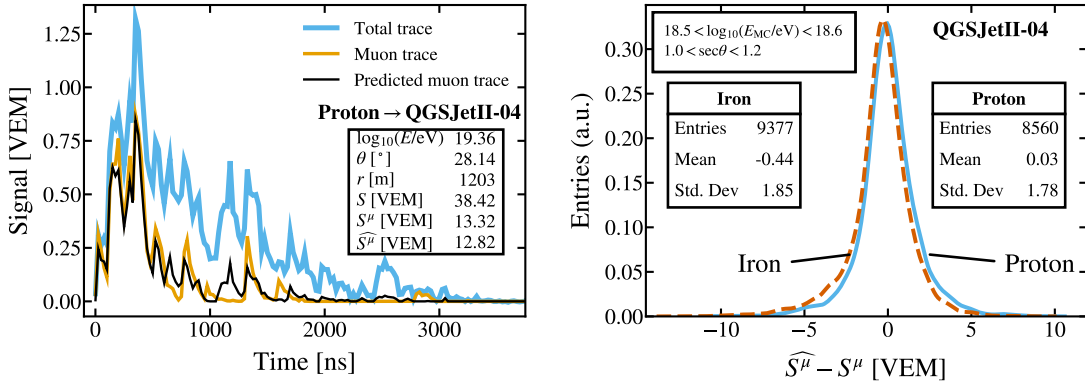 Total trace
Muon trace
Predicted muon trace
Proton → QGSJetII-04
log₁₀(E/eV) 19.36
θ [°] 28.14
r [m] 1203
S [VEM] 38.42
S^μ [VEM] 13.32
\widehat{S^μ} [VEM] 12.82
Signal [VEM]
1.25
1.00
0.75
0.50
0.25
0.00
0 1000 2000 3000
Time [ns]
18.5 < log₁₀(E_MC/eV) < 18.6
1.0 < secθ < 1.2
QGSJetII-04
Iron
Entries 9377
Mean -0.44
Std. Dev 1.85
Proton
Entries 8560
Mean 0.03
Std. Dev 1.78
Iron
Proton
Entries (a.u.)
0.30
0.25
0.20
0.15
0.10
0.05
0.00
−10 −5 0 5 10
\widehat{S^μ} − S^μ [VEM]